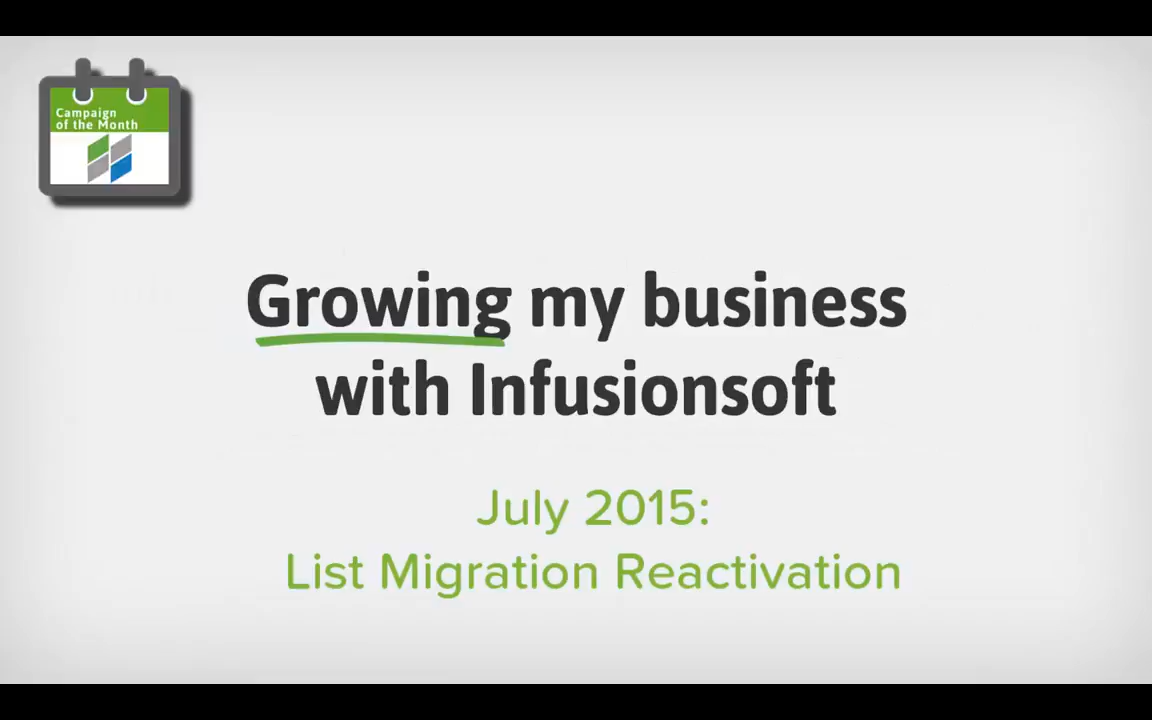 Campaign
of the Month
Growing my business
with Infusionsoft
July 2015:
List Migration Reactivation